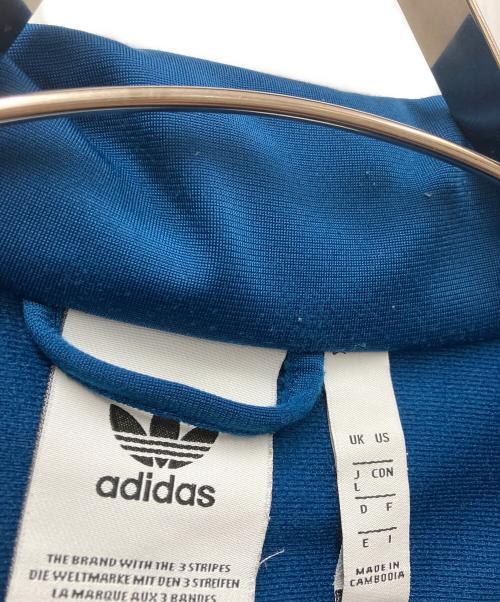 adidas
THE BRAND WITH THE 3 STRIPES
DIE WELTMARKE MIT DEN 3 STREIFEN
LA MARQUE AUX 3 BANDES
UK US
J CDN
L
D F
E I
MADE IN
CAMBODIA